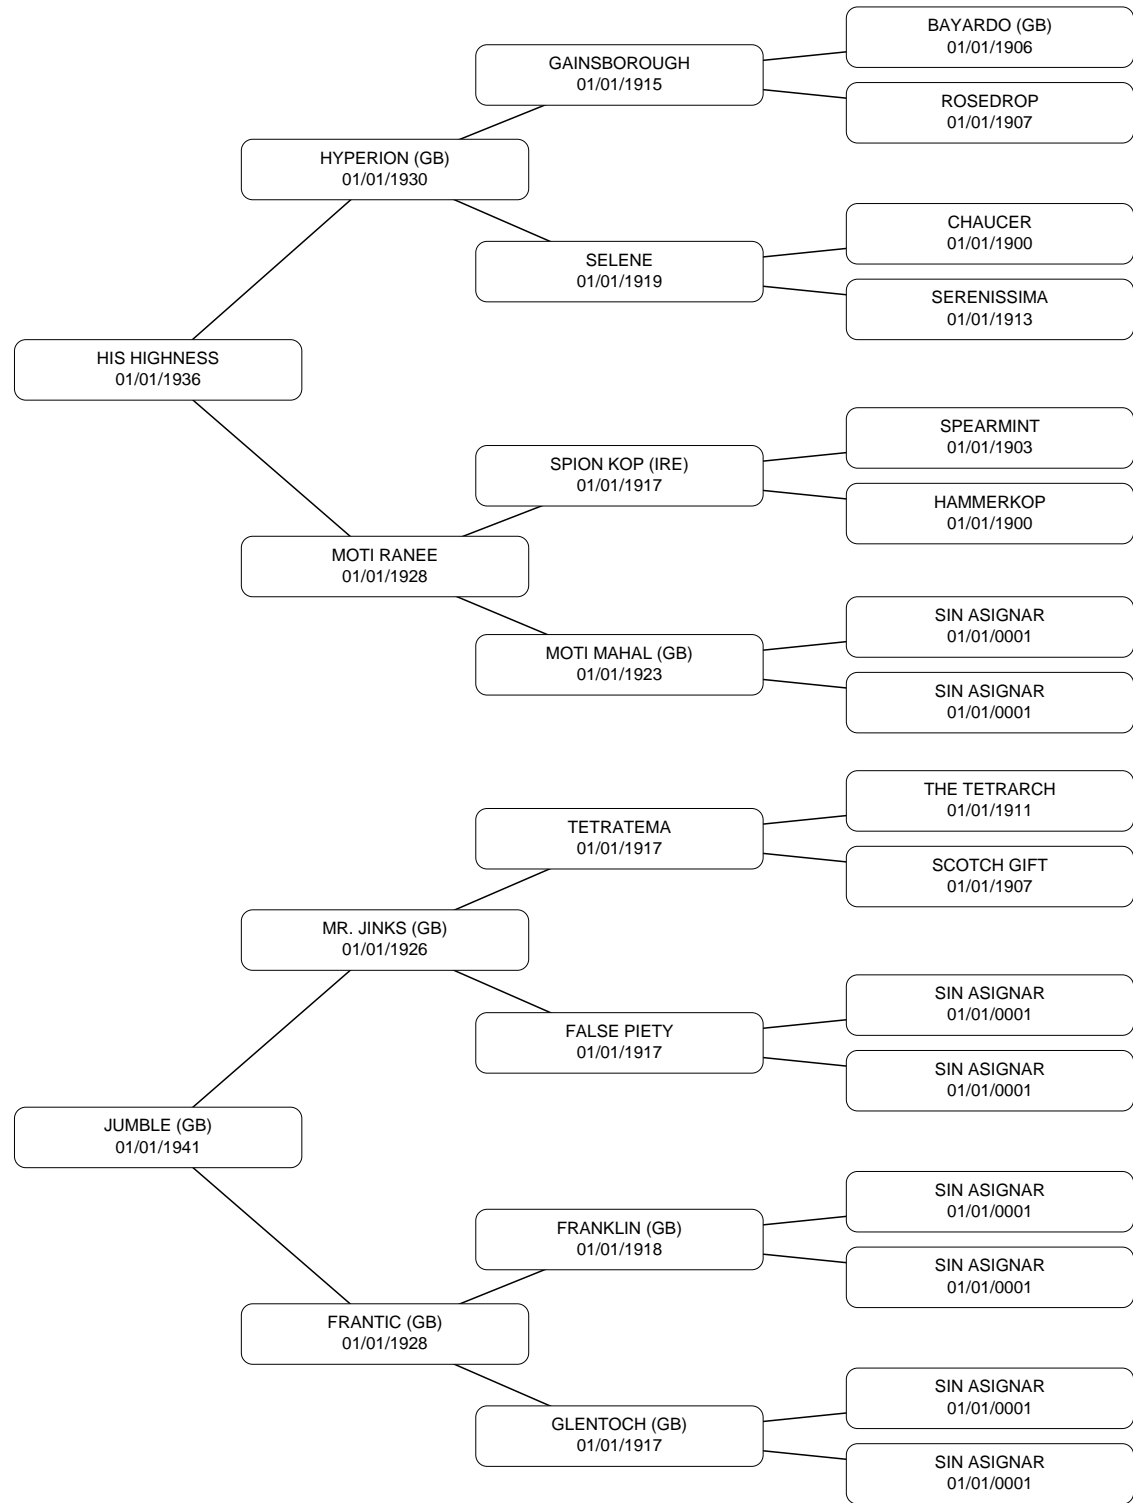 BAYARDO (GB)
01/01/1906
GAINSBOROUGH
01/01/1915
ROSEDROP
01/01/1907
HYPERION (GB)
01/01/1930
CHAUCER
01/01/1900
SELENE
01/01/1919
SERENISSIMA
01/01/1913
HIS HIGHNESS
01/01/1936
SPEARMINT
01/01/1903
SPION KOP (IRE)
01/01/1917
HAMMERKOP
01/01/1900
MOTI RANEE
01/01/1928
SIN ASIGNAR
01/01/0001
MOTI MAHAL (GB)
01/01/1923
SIN ASIGNAR
01/01/0001
THE TETRARCH
01/01/1911
TETRATEMA
01/01/1917
SCOTCH GIFT
01/01/1907
MR. JINKS (GB)
01/01/1926
SIN ASIGNAR
01/01/0001
FALSE PIETY
01/01/1917
SIN ASIGNAR
01/01/0001
JUMBLE (GB)
01/01/1941
SIN ASIGNAR
01/01/0001
FRANKLIN (GB)
01/01/1918
SIN ASIGNAR
01/01/0001
FRANTIC (GB)
01/01/1928
SIN ASIGNAR
01/01/0001
GLENTOCH (GB)
01/01/1917
SIN ASIGNAR
01/01/0001